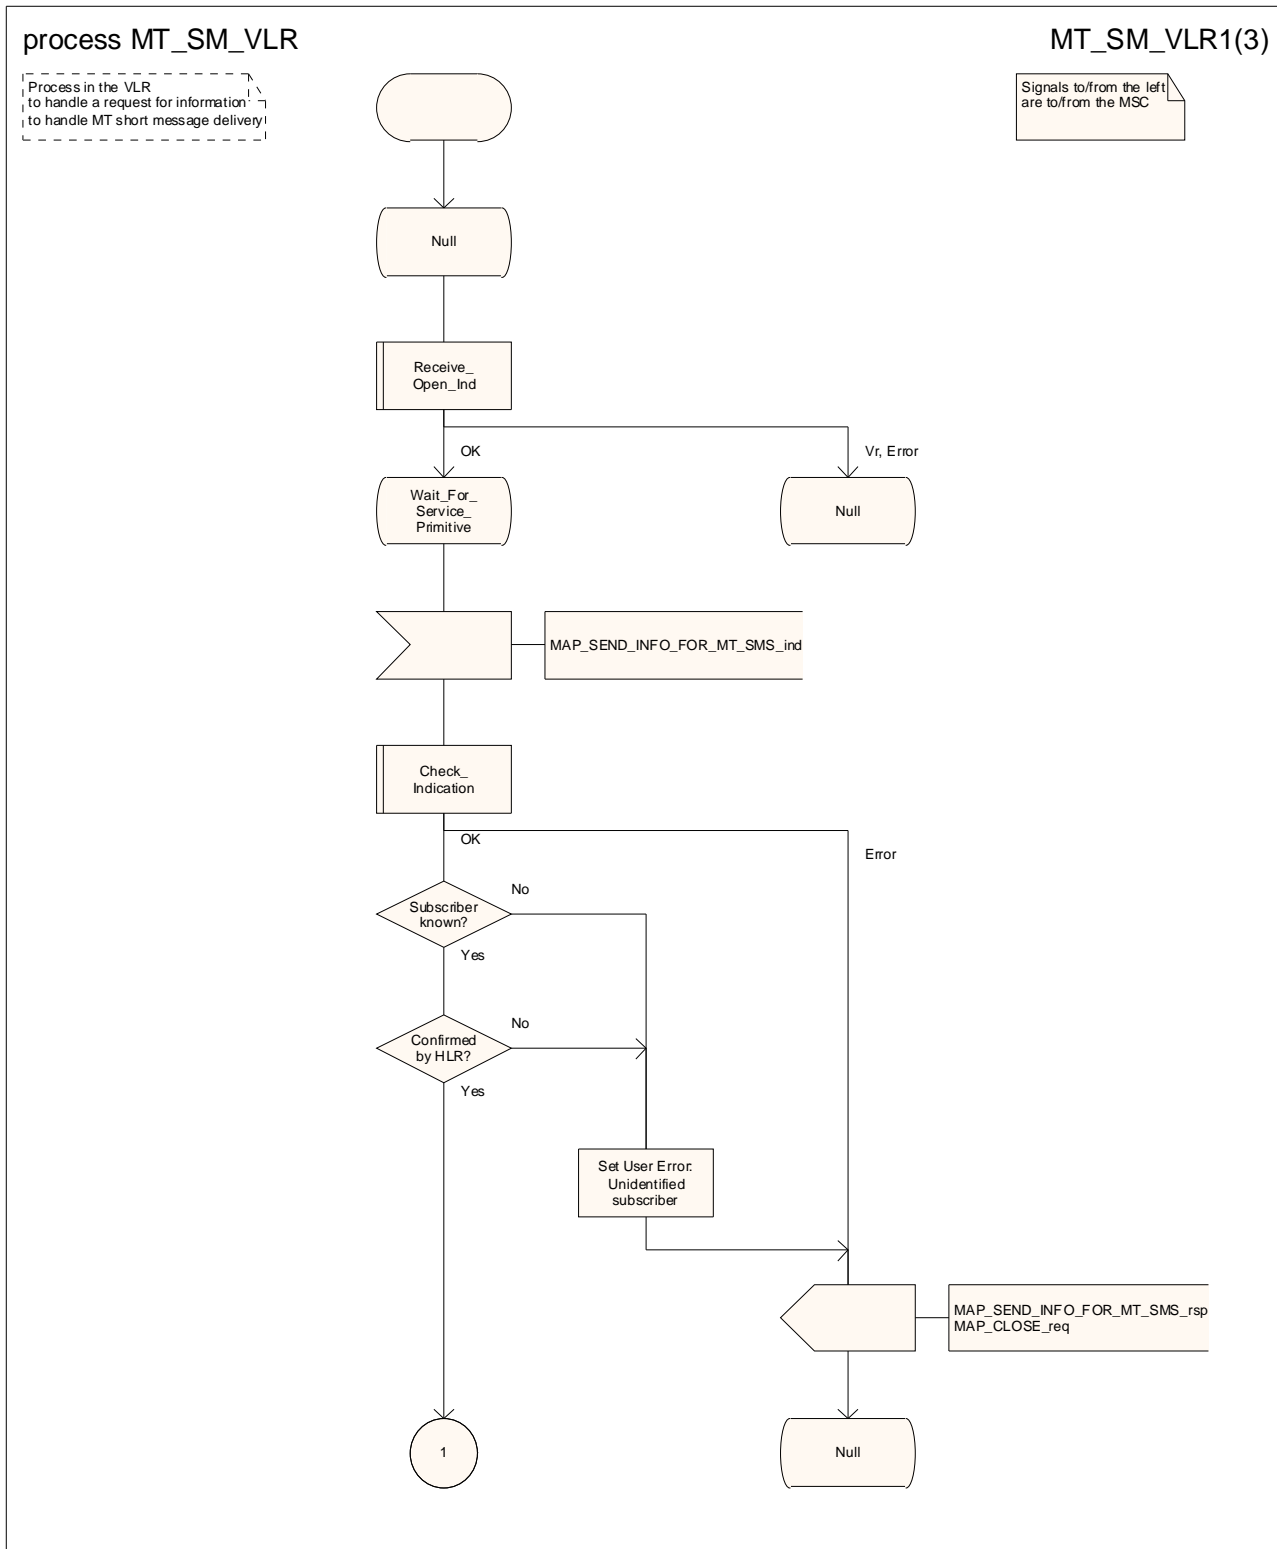 process MT_SM_VLR
MT_SM_VLR1(3)
Process in the VLR
to handle a request for information
to handle MT short message delivery
Signals to/from the left
are to/from the MSC
Null
Receive_
Open_Ind
OK
Vr, Error
Wait_For_
Service_
Primitive
Null
MAP_SEND_INFO_FOR_MT_SMS_ind
Check_
Indication
OK
Error
Subscriber
known?
No
Yes
Confirmed
by HLR?
No
Yes
Set User Error:
Unidentified
subscriber
MAP_SEND_INFO_FOR_MT_SMS_rsp
MAP_CLOSE_req
1
Null